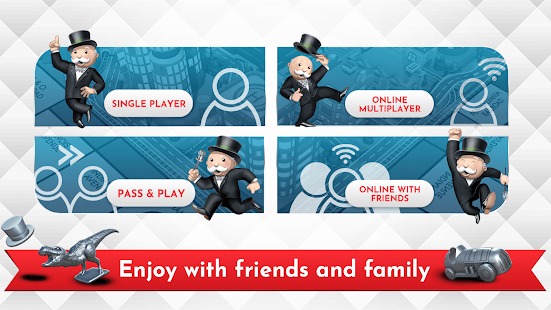 SINGLE PLAYER
ONLINE
MULTIPLAYER
PASS & PLAY
ONLINE WITH
FRIENDS
Enjoy with friends and family